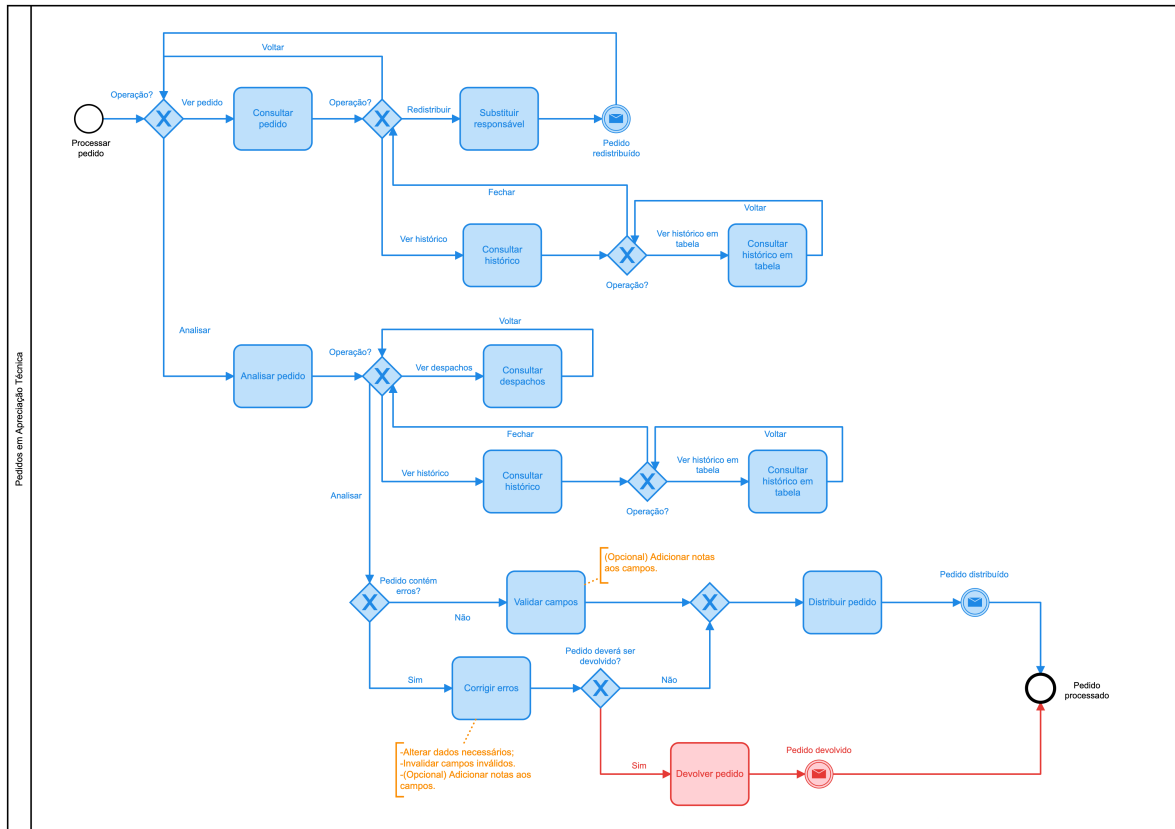 Pedidos em Apreciação Técnica
Voltar
Operação?
Ver pedido
Consultar
pedido
Operação?
Redistribuir
Substituir
responsável
Processar
pedido
Pedido
redistribuído
Fechar
Voltar
Ver histórico
Consultar
histórico
Ver histórico em
tabela
Consultar
histórico em
tabela
Operação?
Analisar
Voltar
Operação?
Analisar pedido
Ver despachos
Consultar
despachos
Fechar
Voltar
Ver histórico
Consultar
histórico
Ver histórico em
tabela
Consultar
histórico em
tabela
Analisar
Operação?
(Opcional) Adicionar notas
aos campos.
Pedido contém
erros?
Não
Validar campos
Distribuir pedido
Pedido distribuído
Pedido deverá ser
devolvido?
Sim
Corrigir erros
Não
Pedido
processado
-Alterar dados necessários;
-Invalidar campos inválidos.
-(Opcional) Adicionar notas aos
campos.
Sim
Devolver pedido
Pedido devolvido